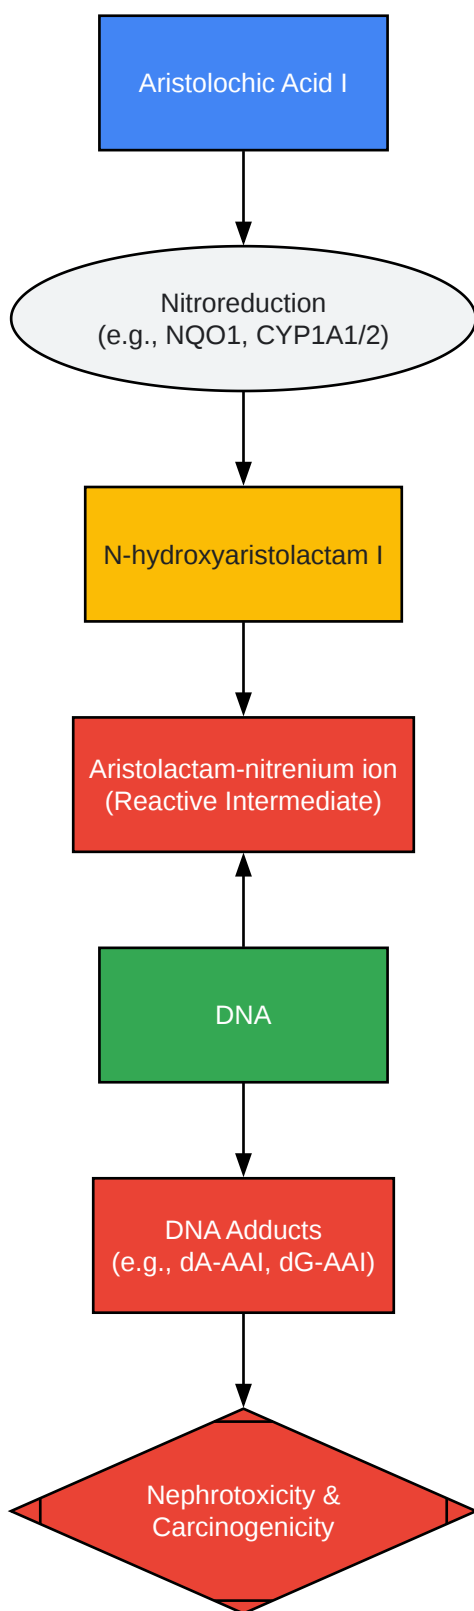 Aristolochic Acid I
Nitroreduction
(e.g., NQO1, CYP1A1/2)
N-hydroxyaristolactam I
Aristolactam-nitrenium ion
(Reactive Intermediate)
DNA
DNA Adducts
(e.g., dA-AAI, dG-AAI)
Nephrotoxicity &
Carcinogenicity